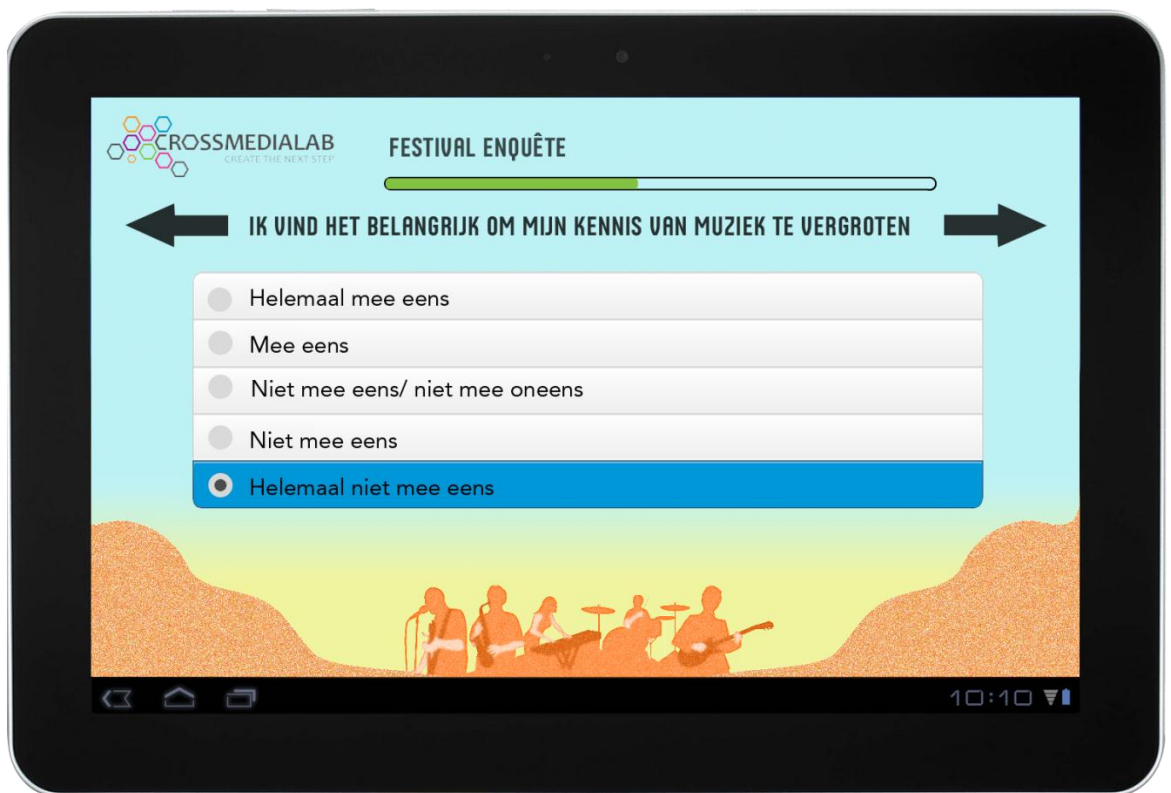 CROSSMEDIALAB
CREATE THE NEXT STEP
FESTIVAL ENQUÊTE
IK VIND HET BELANGRIJK OM MIJN KENNIS VAN MUZIEK TE VERGROTEN
Helemaal mee eens
Mee eens
Niet mee eens/ niet mee oneens
Niet mee eens
Helemaal niet mee eens
10:10